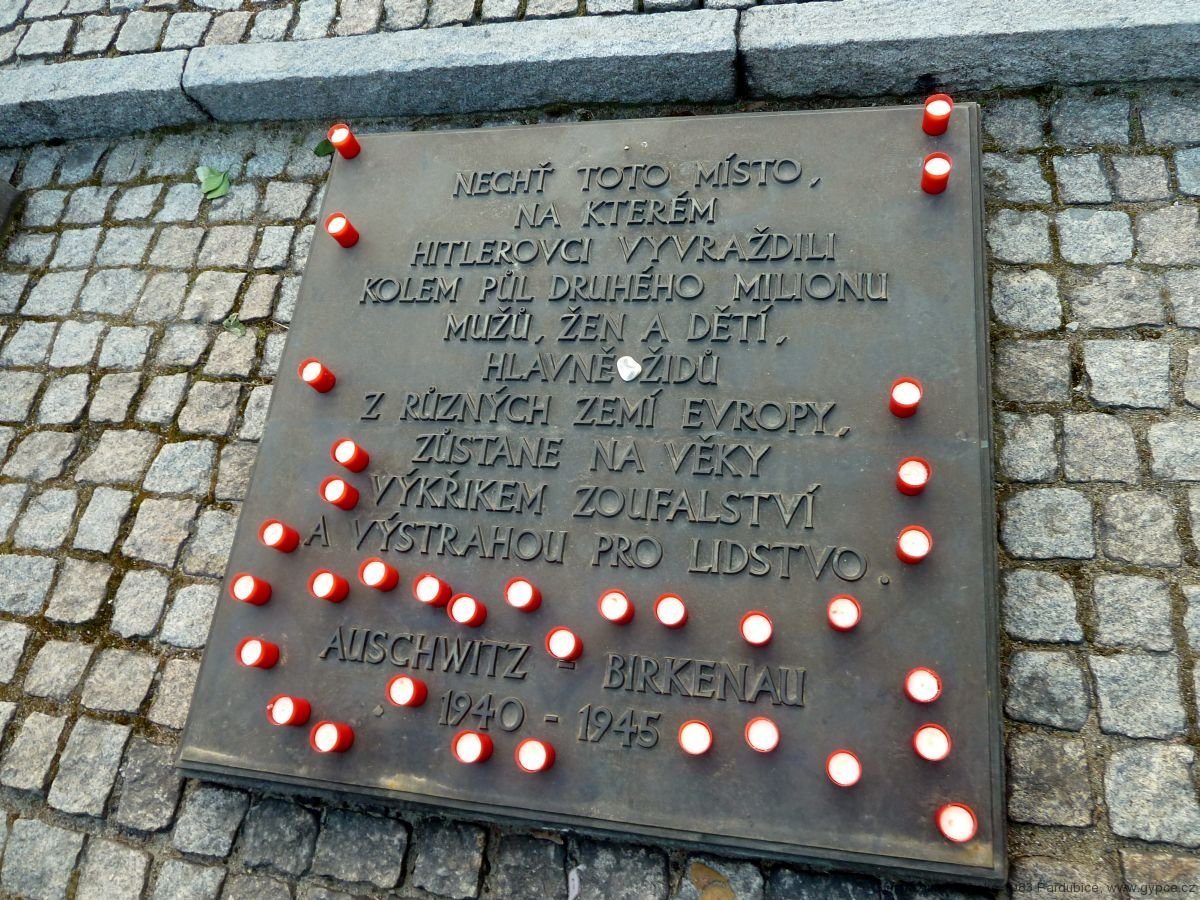 NECHŤ TOTO MÍSTO,
NA KTERÉM
HITLEROVCI VYVRAŽDILI
KOLEM PŮL DRUHÉHO MILIONU
MUŽŮ, ŽEN A DĚTÍ,
HLAVNĚ ŽIDŮ
Z RŮZNÝCH ZEMÍ EVROPY,
ZŮSTANE NA VĚKY
VÝKŘIKEM ZOUFALSTVÍ
A VÝSTRAHOU PRO LIDSTVO.
AUSCHWITZ - BIRKENAU
1940 - 1945
Pardubice, www.gypce.cz